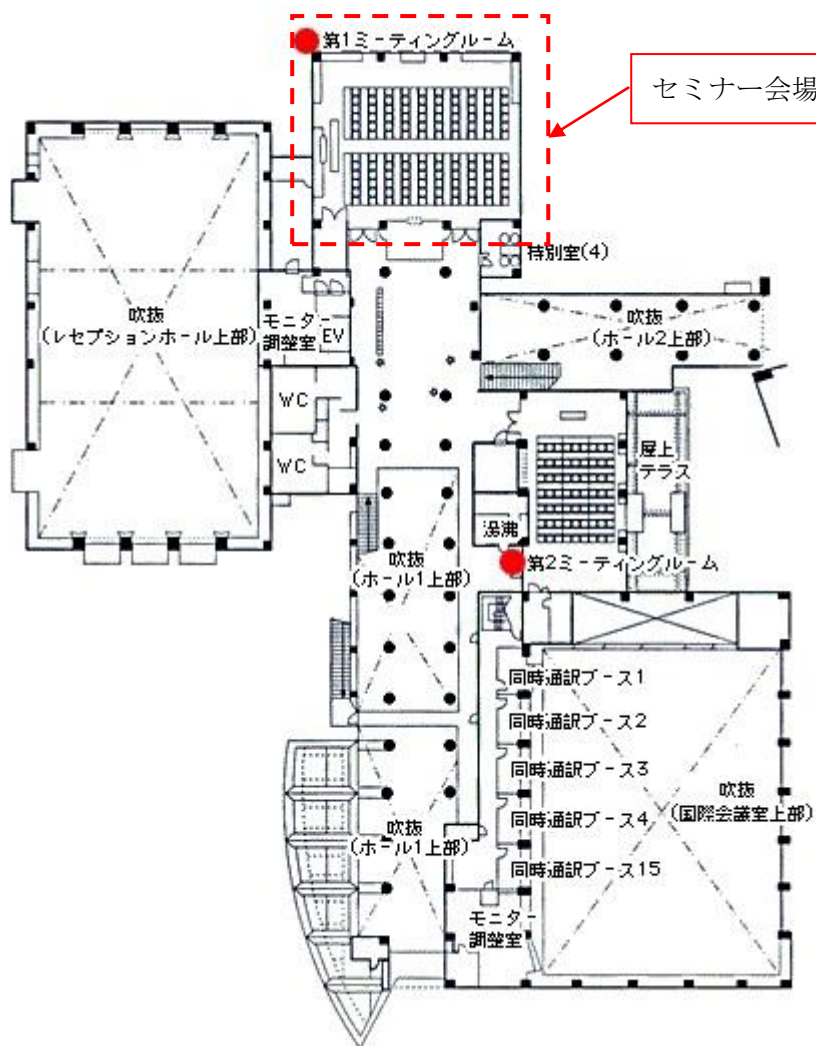 第1ミーティングルーム
セミナー会場
特別室(4)
吹抜
(レセプションホール上部)
モニター
調整室
EV
吹抜
(ホール2上部)
WC
WC
屋上
テラス
湯沸
第2ミーティングルーム
吹抜
(ホール1上部)
同時通訳ブース1
同時通訳ブース2
同時通訳ブース3
同時通訳ブース4
同時通訳ブース15
吹抜
(国際会議室上部)
吹抜
(ホール1上部)
モニター
調整室